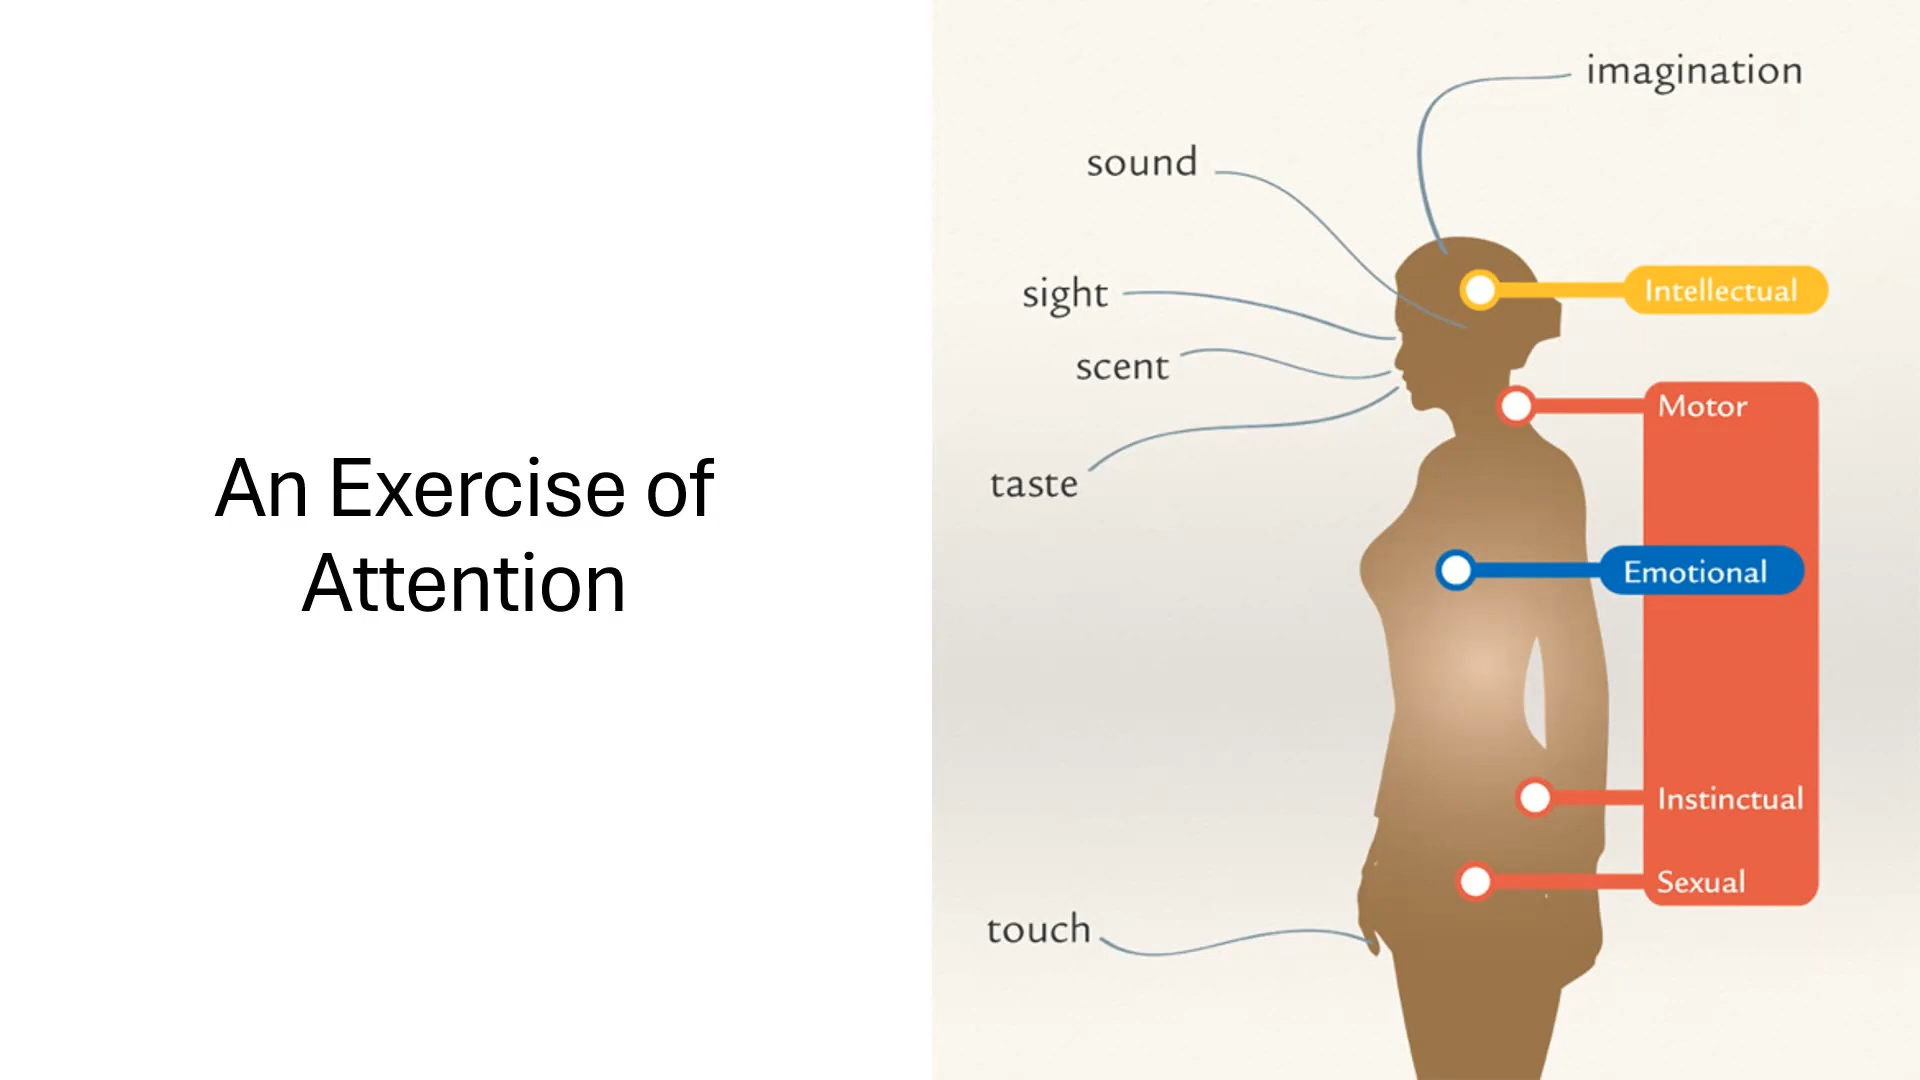 An Exercise of
Attention
imagination
sound
sight
scent
taste
touch
Intellectual
Motor
Emotional
Instinctual
Sexual